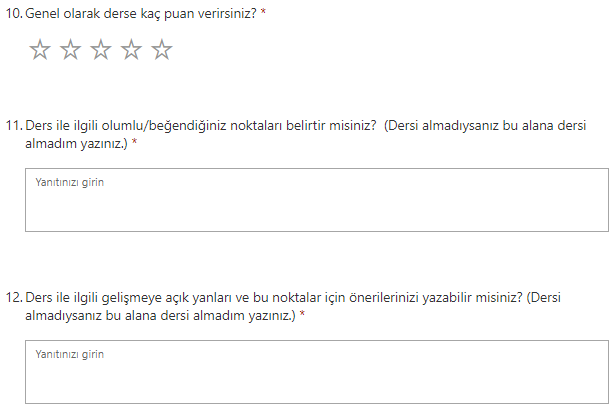 10. Genel olarak derse kaç puan verirsiniz? *
11. Ders ile ilgili olumlu/beğendiğiniz noktaları belirtir misiniz? (Dersi almadıysanız bu alana dersi
almadım yazınız.) *
Yanıtınızı girin
12. Ders ile ilgili gelişmeye açık yanları ve bu noktalar için önerilerinizi yazabilir misiniz? (Dersi
almadıysanız bu alana dersi almadım yazınız.) *
Yanıtınızı girin